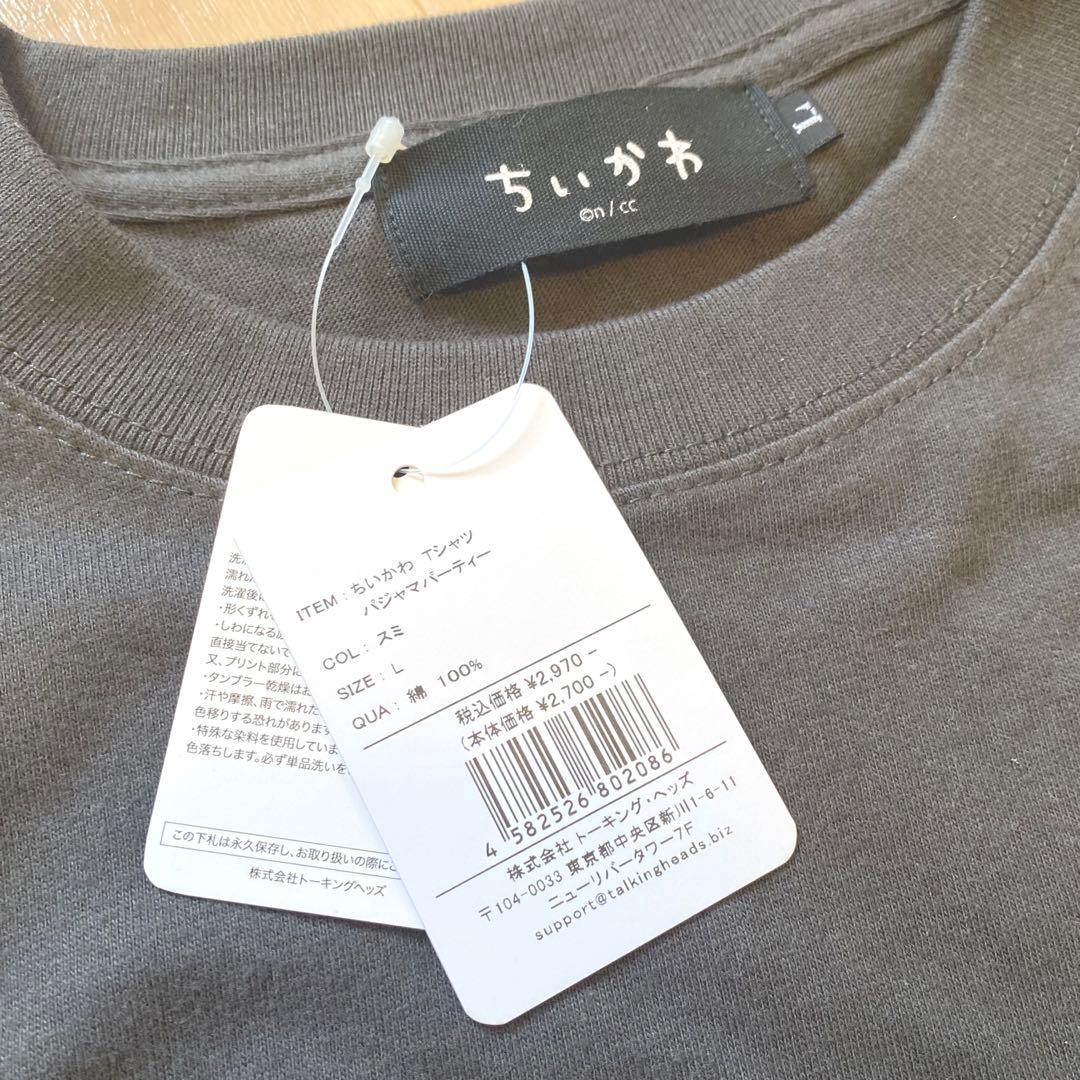 ちいかわ
©n/cc
L
ITEM：ちいかわ Tシャツ
パジャマパーティー
COL：スミ
SIZE：L
QUA：綿 100%
税込価格 ¥2,970-
(本体価格 ¥2,700-)
4 582526 802086
株式会社 トーキング・ヘッズ
〒104-0033 東京都中央区新川1-6-11
ニューリバータワー7F
support@talkingheads.biz
洗
濡れ
洗濯後に
・形くずれ
・しわになる
直接当てないで
又、プリント部分に
・タンブラー乾燥はお
・汗や摩擦、雨で濡れた
色移りする恐れがあります
・特殊な染料を使用していま
色落ちします。必ず単品洗いを
この下札は永久保存し、お取り扱いの際にご
株式会社トーキングヘッズ